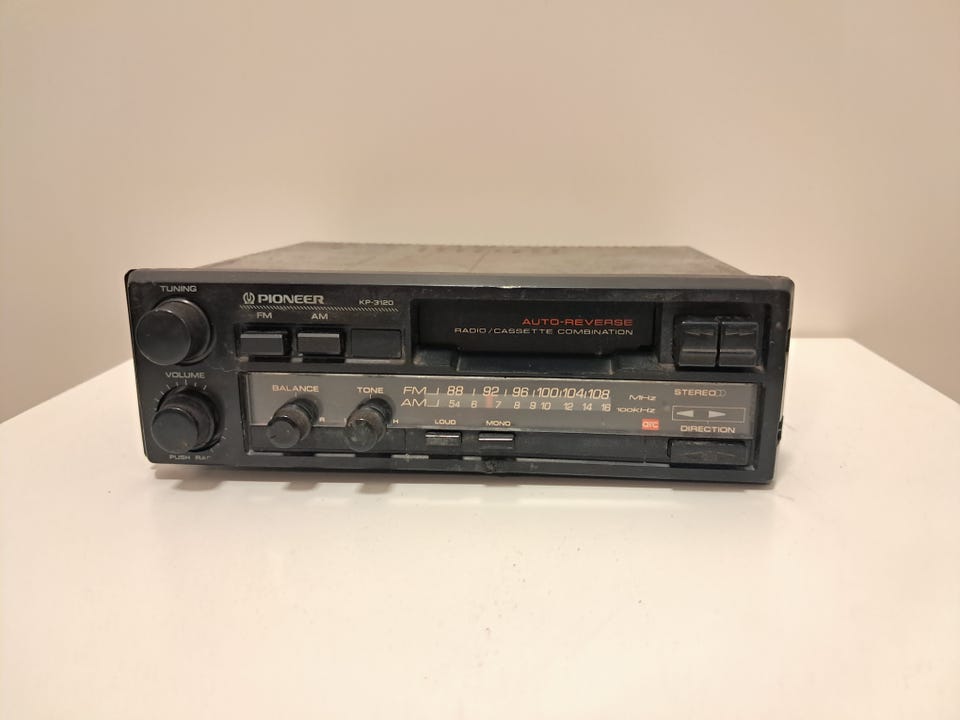 TUNING
PIONEER
KP-3120
FM AM
AUTO-REVERSE
RADIO/CASSETTE COMBINATION
VOLUME
BALANCE TONE
FM 88 92 96 100 104 108 MHz
AM 54 6 7 8 9 10 12 14 16 100kHz
STEREO
R H
LOUD MONO
ARC
DIRECTION
PUSH